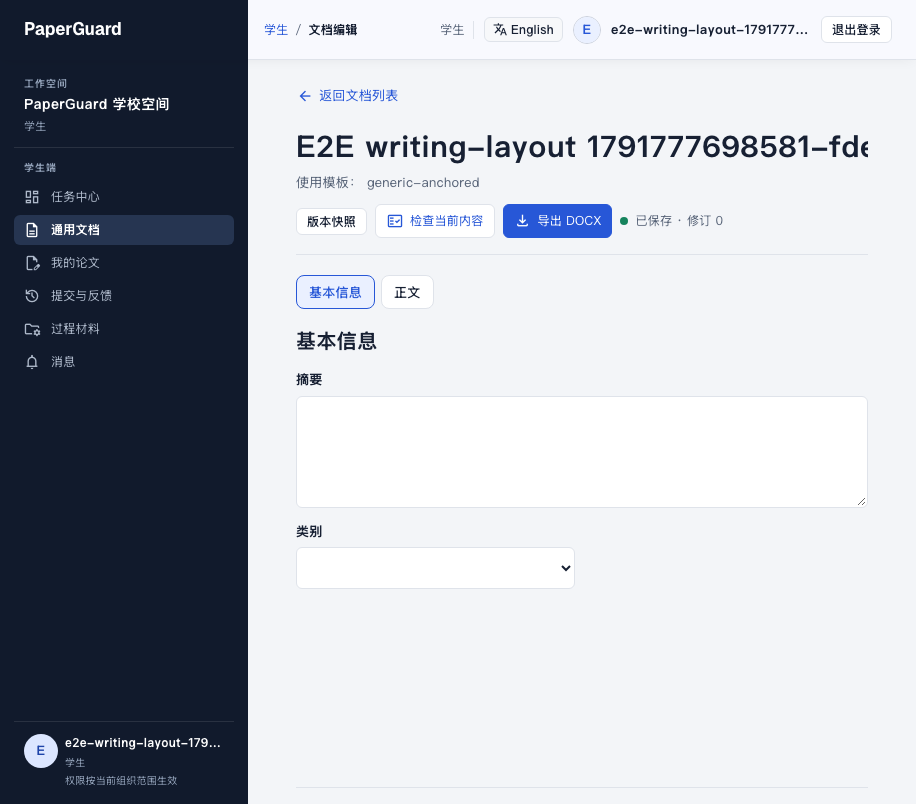 PaperGuard
工作空间
PaperGuard 学校空间
学生
学生端
任务中心
通用文档
我的论文
提交与反馈
过程材料
消息
e2e-writing-layout-179...
学生
权限按当前组织范围生效
学生 / 文档编辑
学生
English
E
e2e-writing-layout-1791777...
退出登录
返回文档列表
E2E writing-layout 1791777698581-fde
使用模板： generic-anchored
版本快照
检查当前内容
导出 DOCX
已保存 · 修订 0
基本信息
正文
基本信息
摘要
类别
E